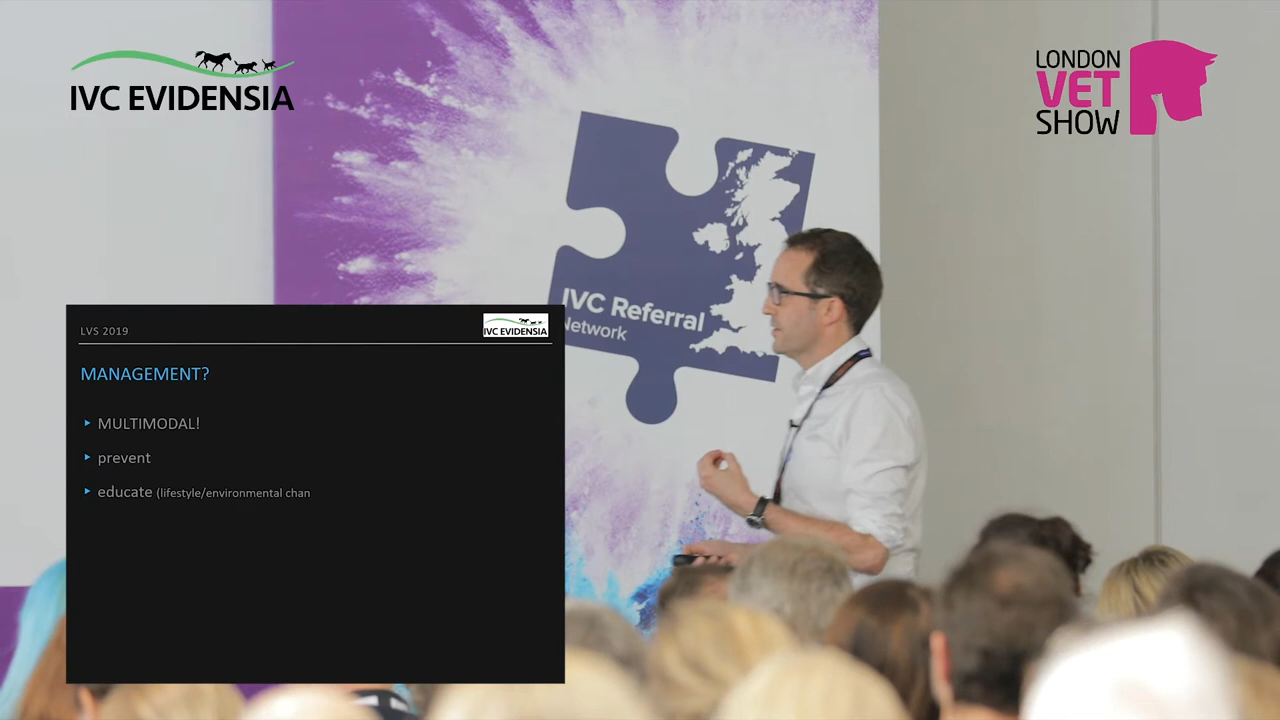 IVC EVIDENSIA
LONDON
VET
SHOW
IVC Referral
Network
LVS 2019
IVC EVIDENSIA
MANAGEMENT?
MULTIMODAL!
prevent
educate (lifestyle/environmental chan